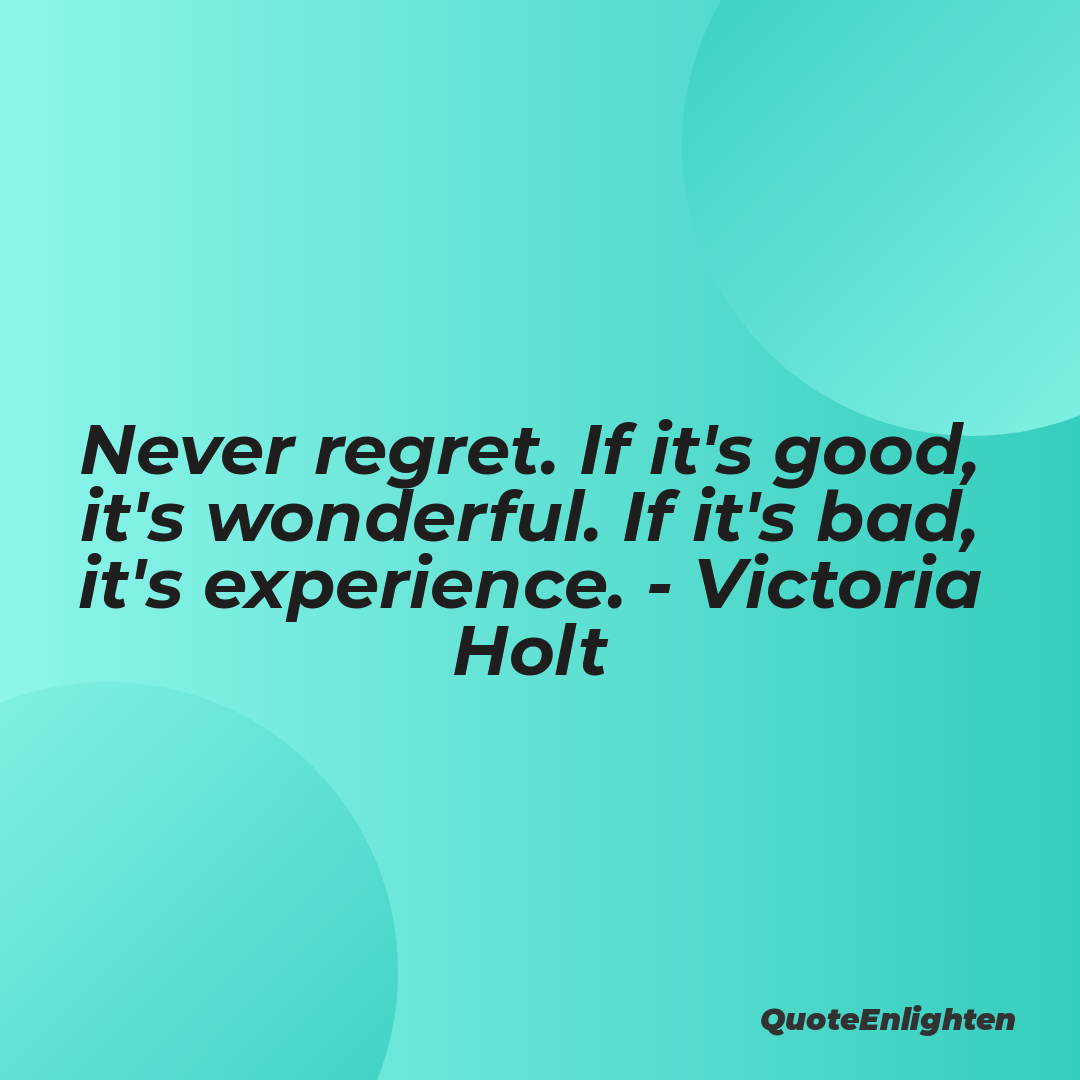 Never regret. If it's good,
it's wonderful. If it's bad,
it's experience. - Victoria
Holt
QuoteEnlighten